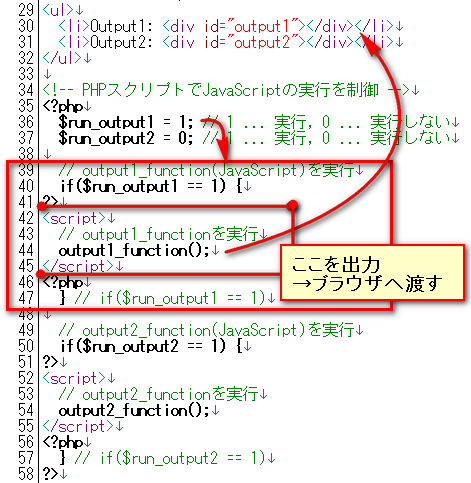 29 <ul>↓
30 <li>Output1: <div id="output1"></div></li>↓
31 <li>Output2: <div id="output2"></div></li>↓
32 </ul>↓
33 ↓
34 <!-- PHPスクリプトでJavaScriptの実行を制御 -->↓
35 <?php↓
36 $run_output1 = 1; // 1 ... 実行, 0 ... 実行しない↓
37 $run_output2 = 0; // 1 ... 実行, 0 ... 実行しない↓
38 ↓
39 // output1_function(JavaScript)を実行↓
40 if($run_output1 == 1) {↓
41 ?>↓
42 <script>↓
43 // output1_functionを実行↓
44 output1_function();↓
45 </script>↓
46 <?php↓
47 } // if($run_output1 == 1)↓
ここを出力
→ブラウザへ渡す
48 ↓
49 // output2_function(JavaScript)を実行↓
50 if($run_output2 == 1) {↓
51 ?>↓
52 <script>↓
53 // output2_functionを実行↓
54 output2_function();↓
55 </script>↓
56 <?php↓
57 } // if($run_output2 == 1)↓
58 ?>↓